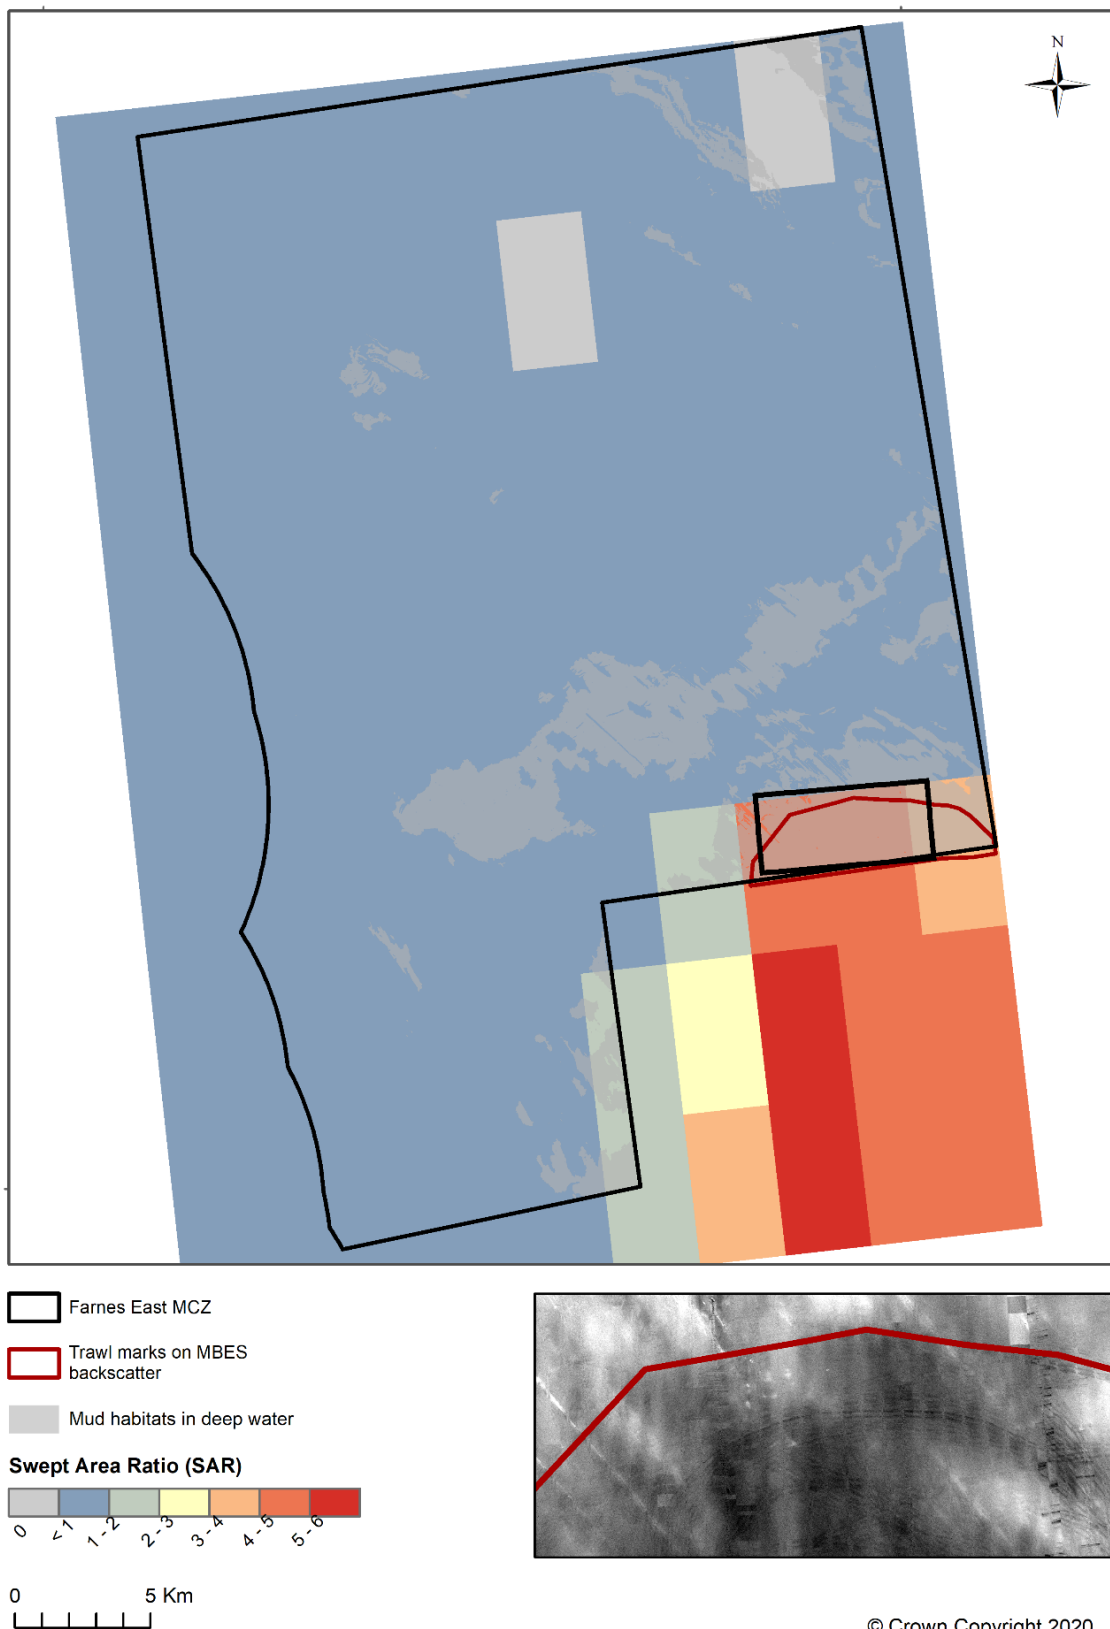 N
Farnes East MCZ
Trawl marks on MBES
backscatter
Mud habitats in deep water
Swept Area Ratio (SAR)
0 < 1 1 - 2 2 - 3 3 - 4 4 - 5 5 - 6
0 5 Km
© Crown Copyright 2020